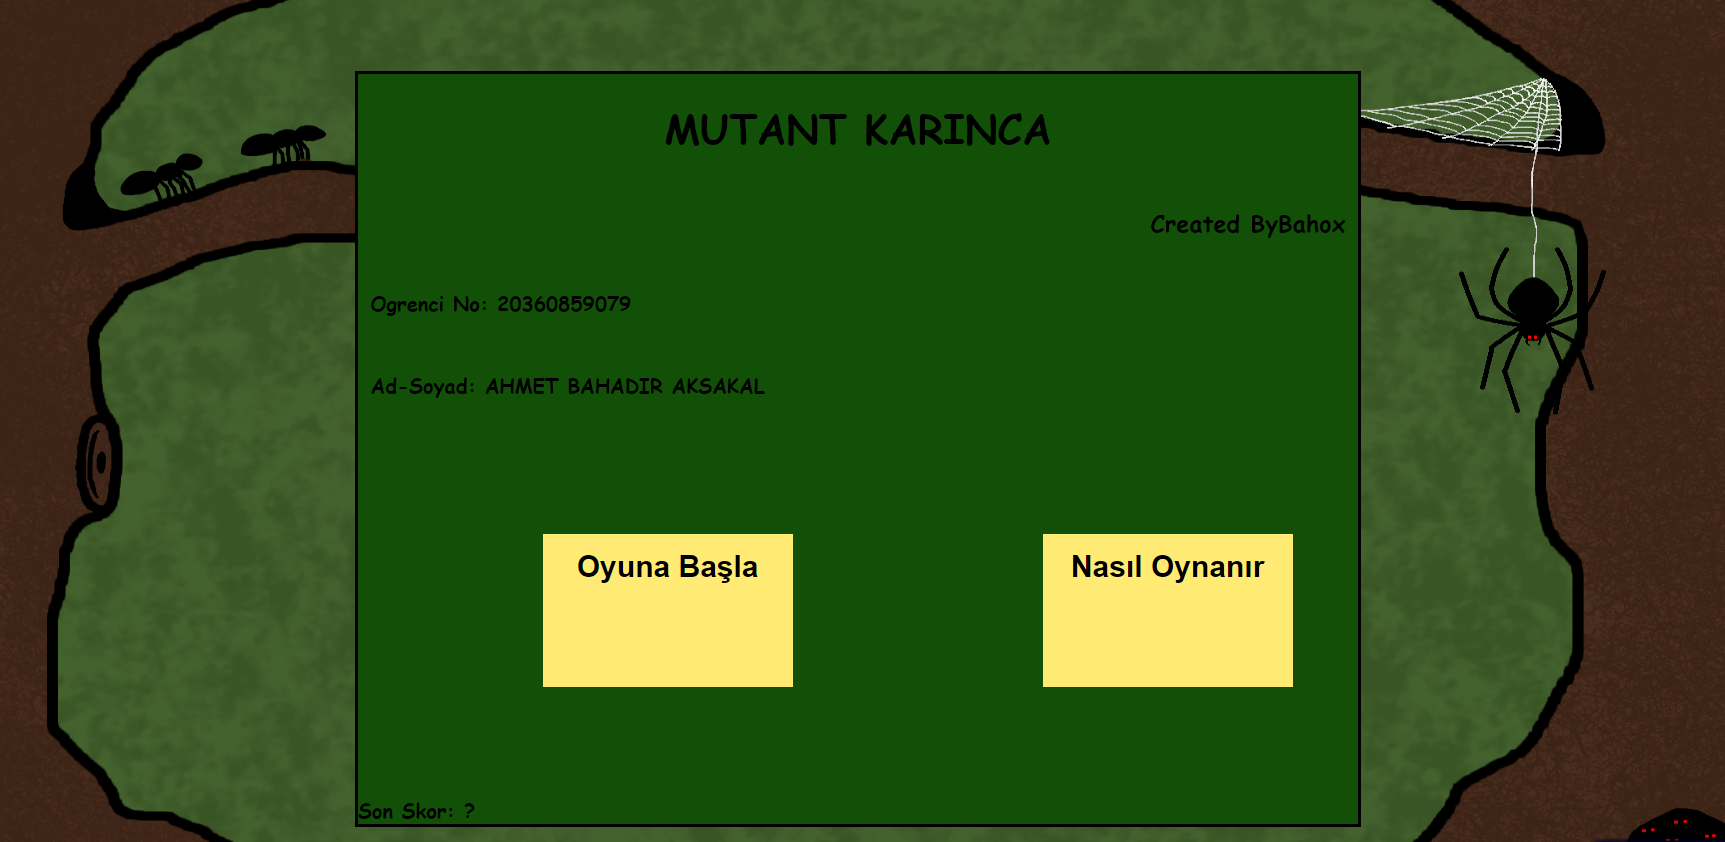 MUTANT KARINCA
Created ByBahox
Ogrenci No: 20360859079
Ad-Soyad: AHMET BAHADIR AKSAKAL
Oyuna Başla
Nasıl Oynanır
Son Skor: ?